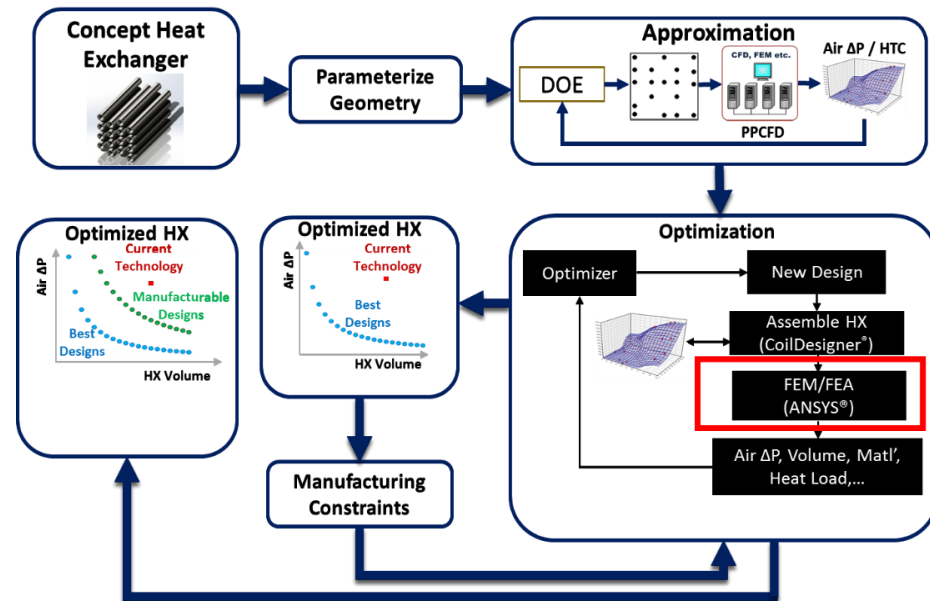 Concept Heat
Exchanger
Parameterize
Geometry
Approximation
DOE
CFD, FEM etc.
PPCFD
Air ΔP / HTC
Optimized HX
Air ΔP
Current
Technology
Manufacturable
Designs
Best
Designs
HX Volume
Optimized HX
Air ΔP
Current
Technology
Best
Designs
HX Volume
Manufacturing
Constraints
Optimization
Optimizer
New Design
Assemble HX
(CoilDesigner®)
FEM/FEA
(ANSYS®)
Air ΔP, Volume, Matl’,
Heat Load,...